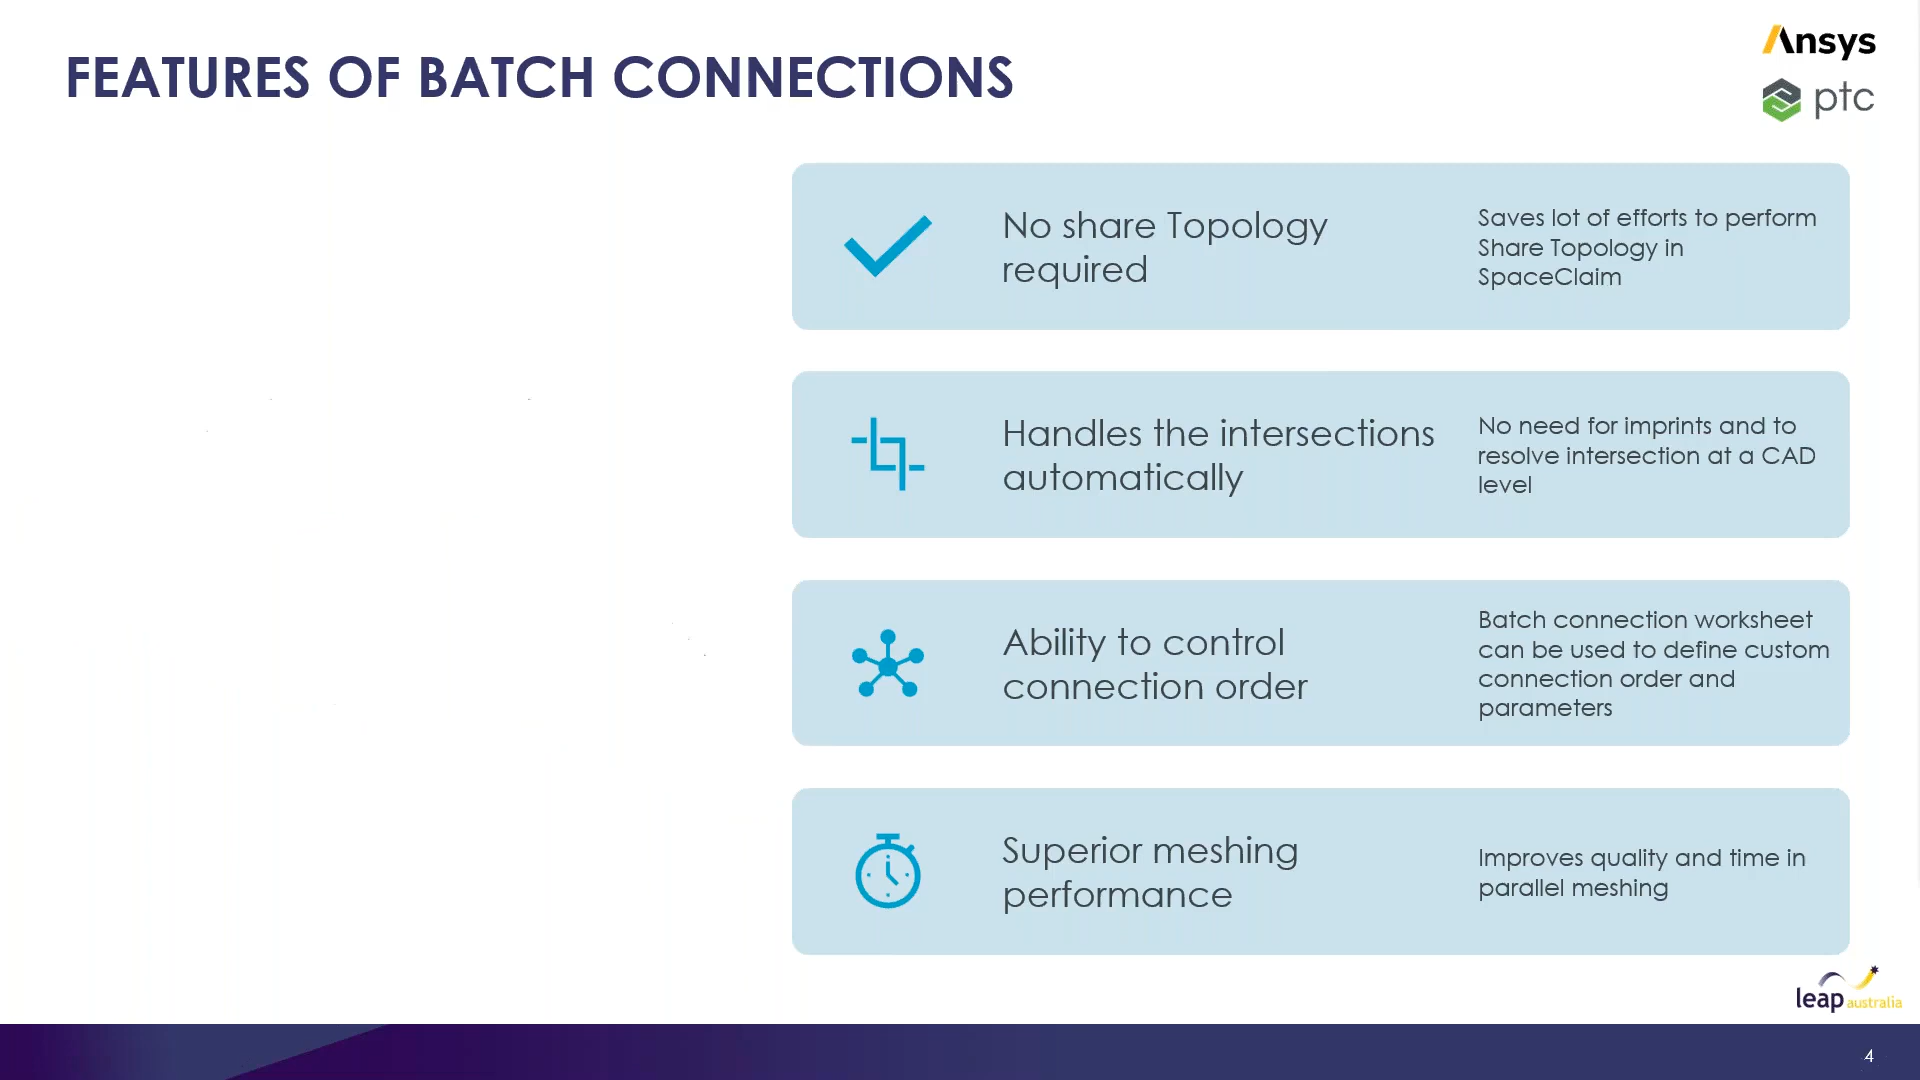 FEATURES OF BATCH CONNECTIONS
Ansys
ptc
No share Topology
required
Saves lot of efforts to perform
Share Topology in
SpaceClaim
Handles the intersections
automatically
No need for imprints and to
resolve intersection at a CAD
level
Ability to control
connection order
Batch connection worksheet
can be used to define custom
connection order and
parameters
Superior meshing
performance
Improves quality and time in
parallel meshing
leap australia
4